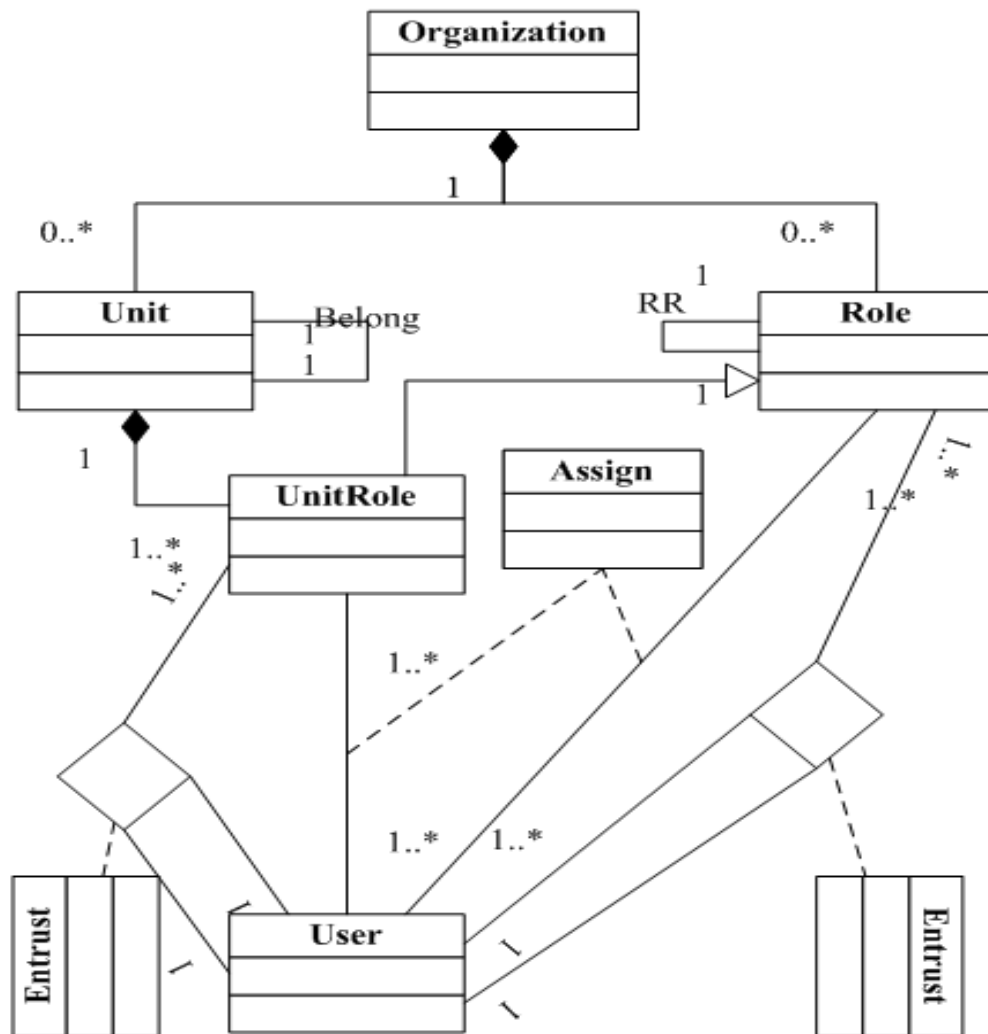 Organization
1
0..*
0..*
Unit
Belong
1
1
1
RR
Role
1
1
UnitRole
Assign
1..*
1..*
1..*
1..*
1..*
1..*
1..*
User
1
1
1
1
Entrust
Entrust